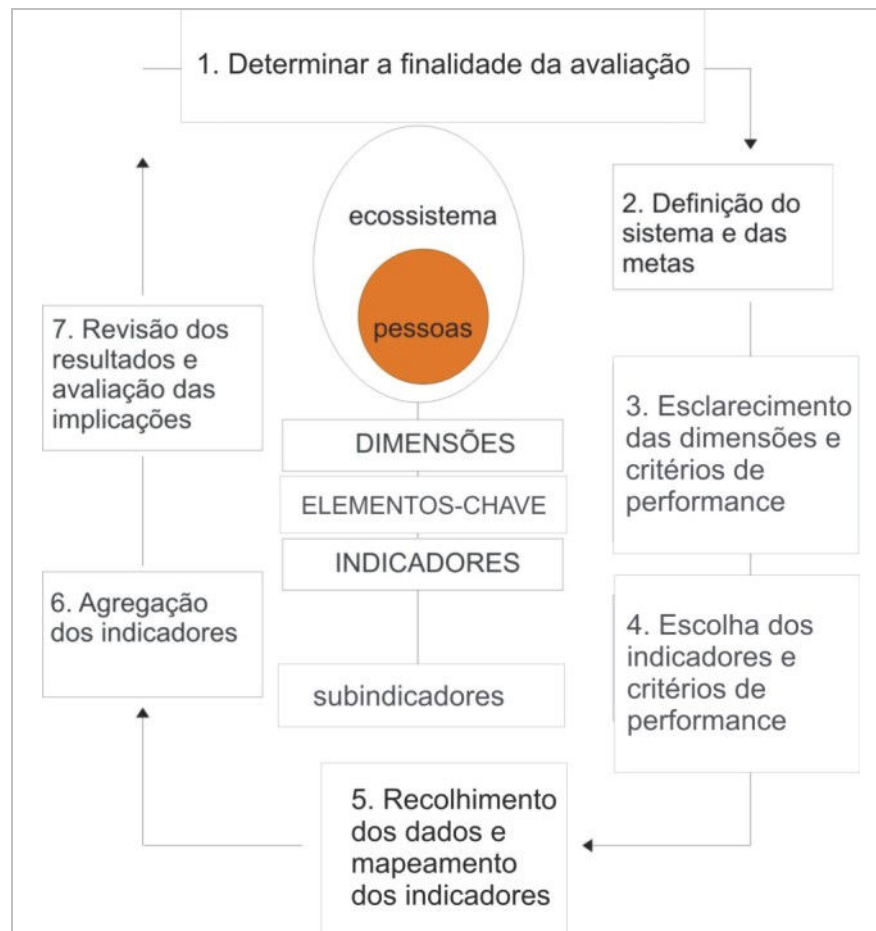 1. Determinar a finalidade da avaliação
ecossistema
pessoas
DIMENSÕES
ELEMENTOS-CHAVE
INDICADORES
subindicadores
2. Definição do
sistema e das
metas
3. Esclarecimento
das dimensões e
critérios de
performance
4. Escolha dos
indicadores e
critérios de
performance
5. Recolhimento
dos dados e
mapeamento
dos indicadores
6. Agregação
dos indicadores
7. Revisão dos
resultados e
avaliação das
implicações